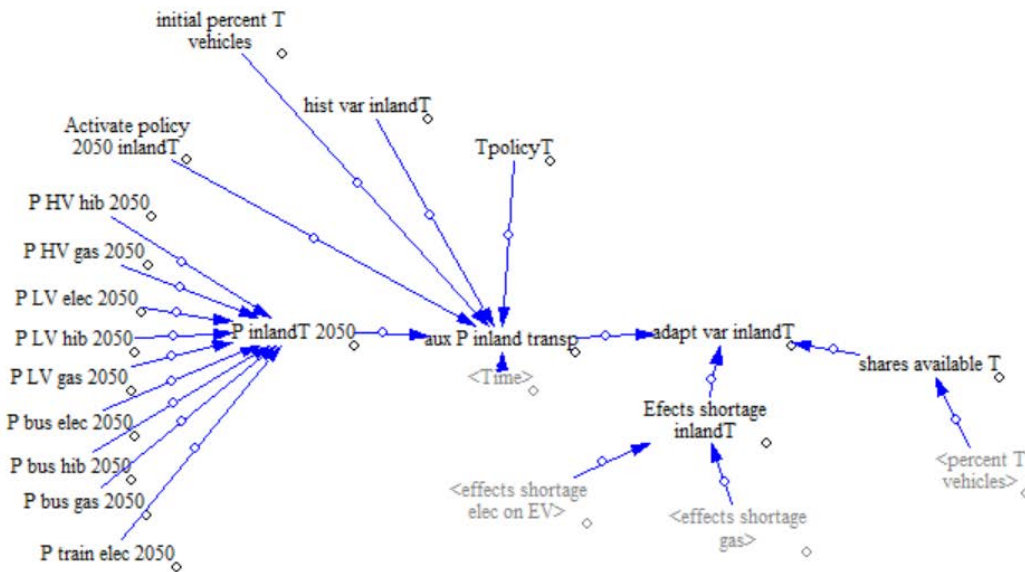 initial percent T
vehicles
hist var inlandT
Activate policy
2050 inlandT
TpolicyT
P HV hib 2050
P HV gas 2050
P LV elec 2050
P LV hib 2050
P inlandT 2050
aux P inland transp
adapt var inlandT
shares available T
P LV gas 2050
<Time>
P bus elec 2050
Efects shortage
inlandT
P bus hib 2050
<percent T
vehicles>
P bus gas 2050
<effects shortage
elec on EV>
<effects shortage
gas>
P train elec 2050